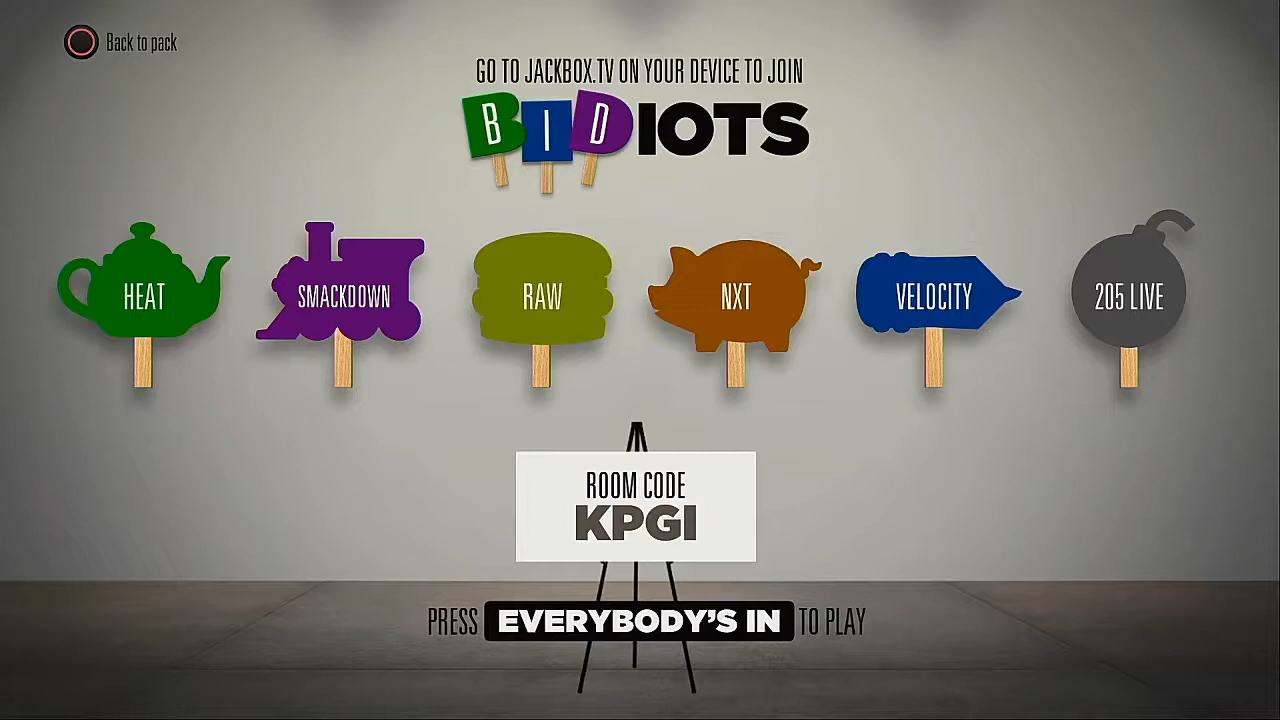 Back to pack
GO TO JACKBOX.TV ON YOUR DEVICE TO JOIN
BIDIOTS
HEAT
SMACKDOWN
RAW
NXT
VELOCITY
205 LIVE
ROOM CODE
KPGI
PRESS EVERYBODY'S IN TO PLAY